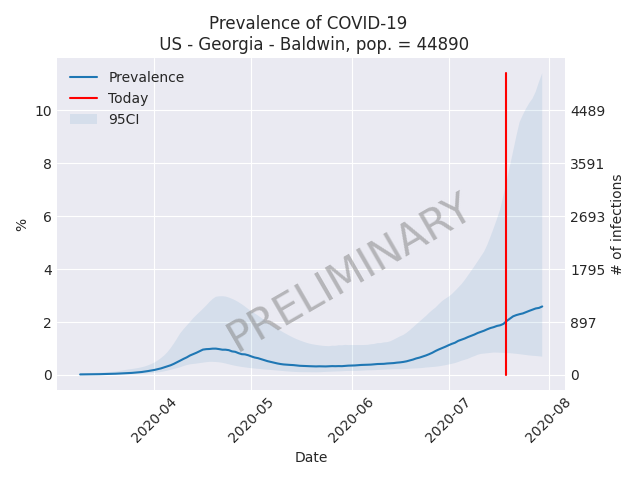 Prevalence of COVID-19
US - Georgia - Baldwin, pop. = 44890
Prevalence
Today
95CI
PRELIMINARY
%
10
8
6
4
2
0
4489
3591
2693
1795
897
0
# of infections
2020-04
2020-05
2020-06
2020-07
2020-08
Date